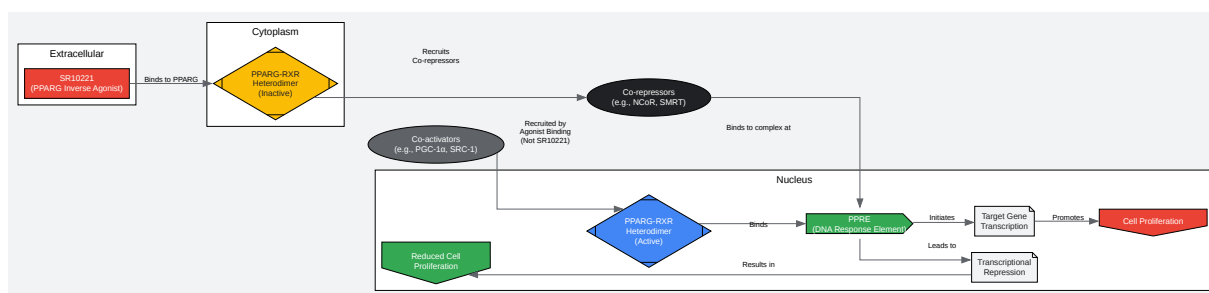 Extracellular
SR10221
(PPARG Inverse Agonist)
Binds to PPARG
Cytoplasm
PPARG-RXR
Heterodimer
(Inactive)
Recruits
Co-repressors
Co-repressors
(e.g., NCoR, SMRT)
Co-activators
(e.g., PGC-1α, SRC-1)
Recruited by
Agonist Binding
(Not SR10221)
Binds to complex at
Nucleus
PPARG-RXR
Heterodimer
(Active)
Binds
PPRE
(DNA Response Element)
Initiates
Target Gene
Transcription
Promotes
Cell Proliferation
Leads to
Transcriptional
Repression
Results in
Reduced Cell
Proliferation